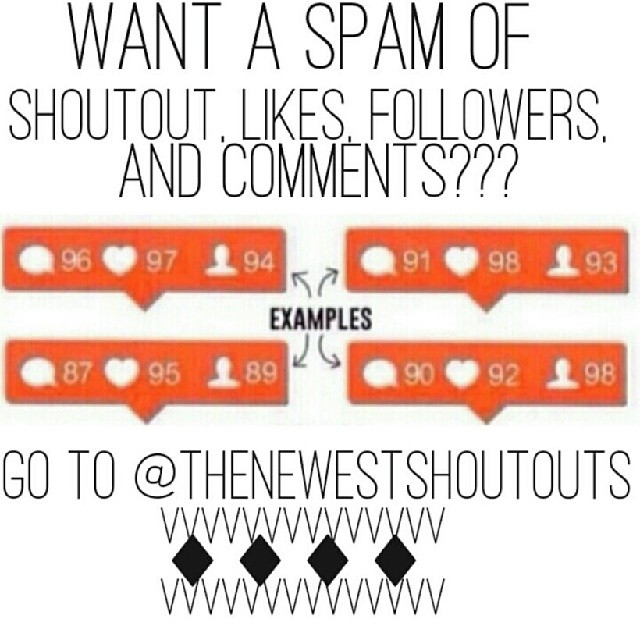 WANT A SPAM OF
SHOUTOUT, LIKES, FOLLOWERS,
AND COMMENTS???
96 97 94
91 98 93
EXAMPLES
87 95 89
90 92 98
GO TO @THENEWESTSHOUTOUTS
VVVVVVVVVVVVVVV
VVVVVVVVVVVVVVV